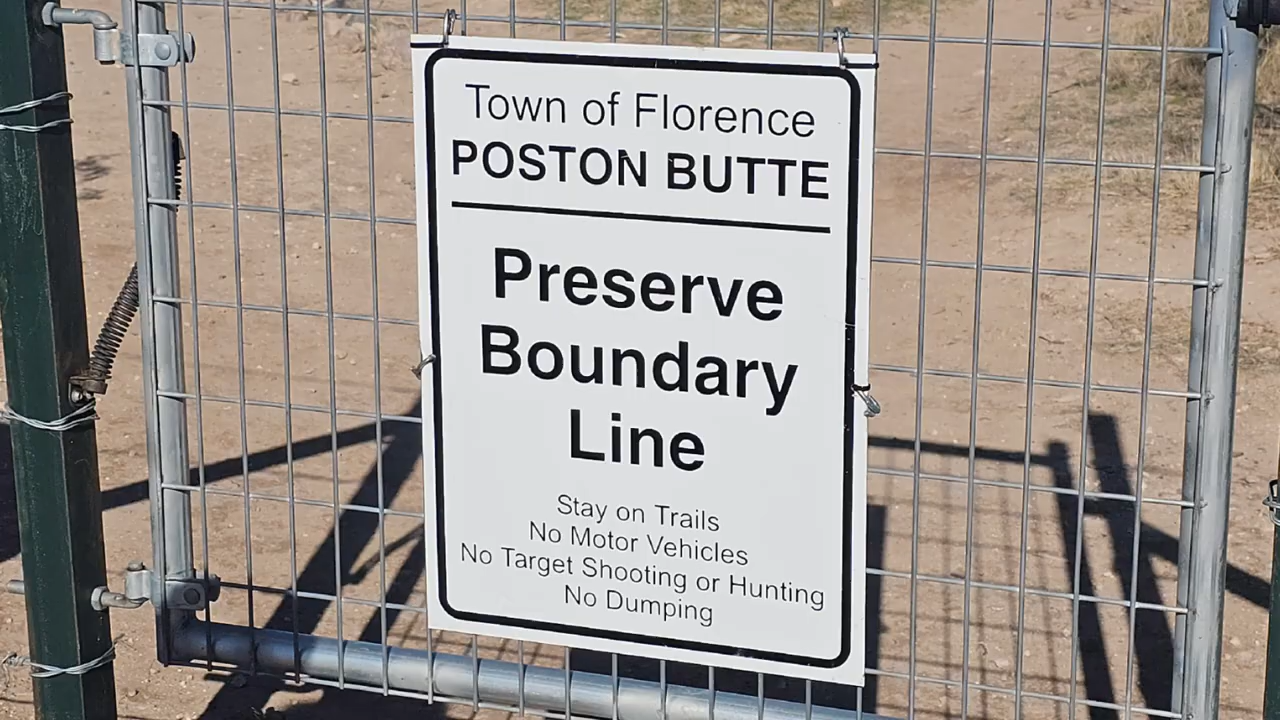 Town of Florence
POSTON BUTTE
Preserve
Boundary
Line
Stay on Trails
No Motor Vehicles
No Target Shooting or Hunting
No Dumping